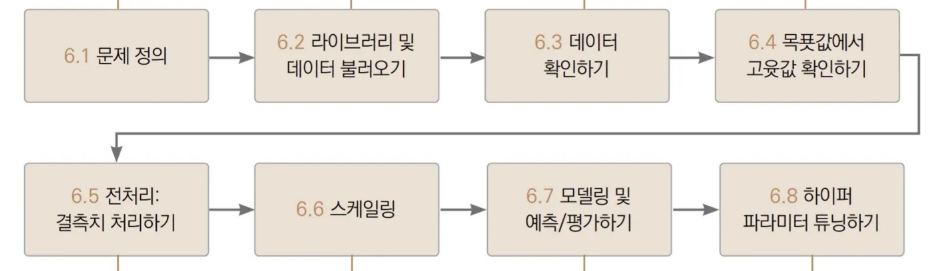 6.1 문제 정의
6.2 라이브러리 및
데이터 불러오기
6.3 데이터
확인하기
6.4 목푯값에서
고윳값 확인하기
6.5 전처리:
결측치 처리하기
6.6 스케일링
6.7 모델링 및
예측/평가하기
6.8 하이퍼
파라미터 튜닝하기